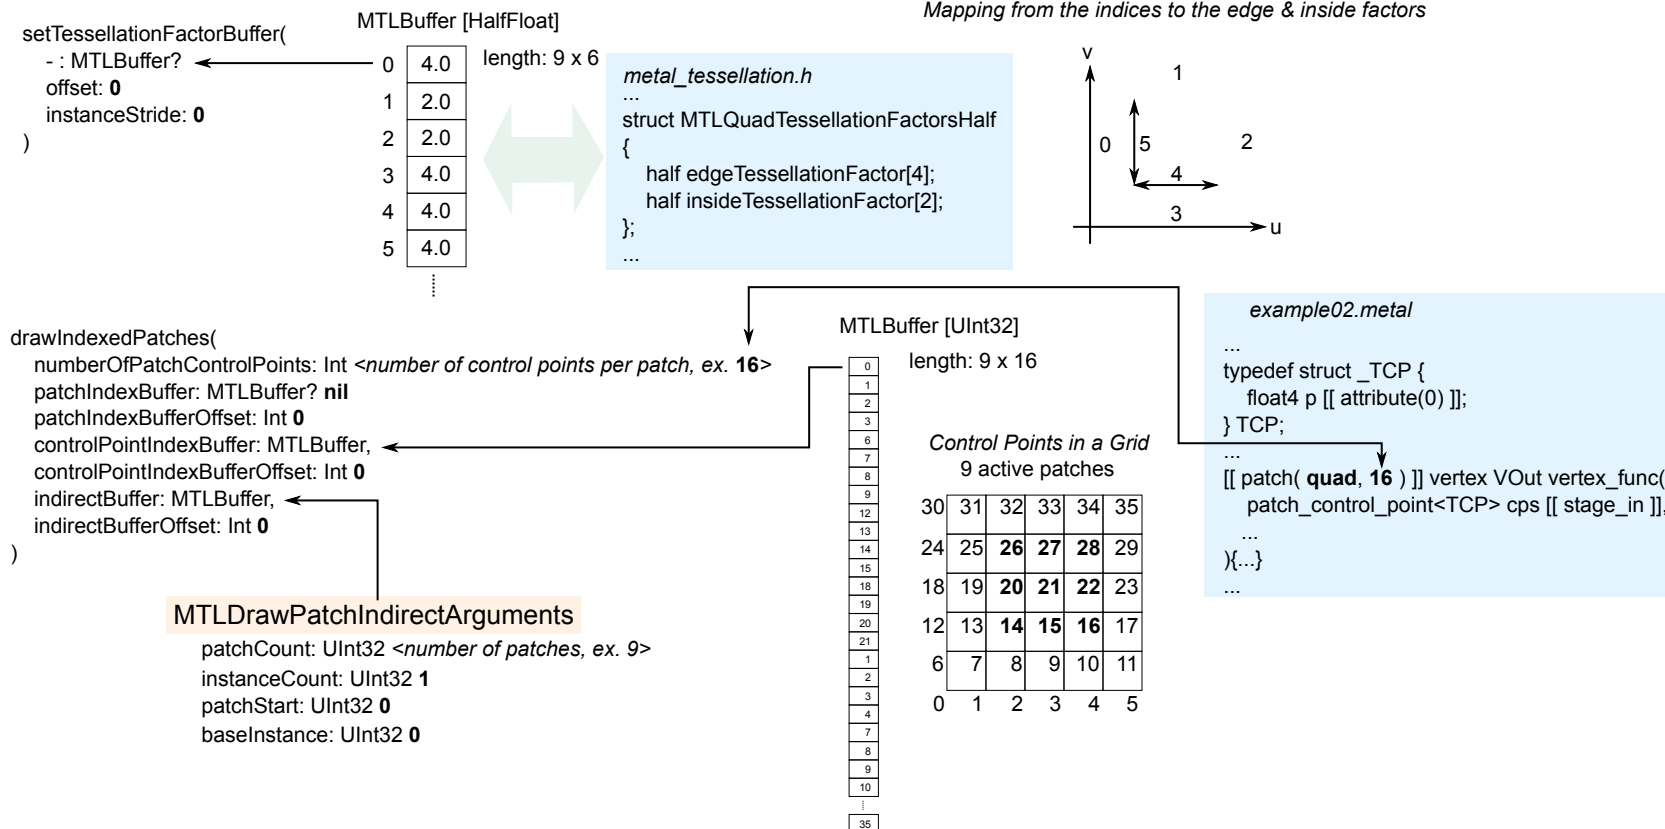 Mapping from the indices to the edge & inside factors
setTessellationFactorBuffer(
- : MTLBuffer?
offset: 0
instanceStride: 0
)
MTLBuffer [HalfFloat]
length: 9 x 6
0 4.0
1 2.0
2 2.0
3 4.0
4 4.0
5 4.0
metal_tessellation.h
...
struct MTLQuadTessellationFactorsHalf
{
half edgeTessellationFactor[4];
half insideTessellationFactor[2];
};
...
v
1
0 5 2
4
3
u
drawIndexedPatches(
numberOfPatchControlPoints: Int <number of control points per patch, ex. 16>
patchIndexBuffer: MTLBuffer? nil
patchIndexBufferOffset: Int 0
controlPointIndexBuffer: MTLBuffer,
controlPointIndexBufferOffset: Int 0
indirectBuffer: MTLBuffer,
indirectBufferOffset: Int 0
)
MTLDrawPatchIndirectArguments
patchCount: UInt32 <number of patches, ex. 9>
instanceCount: UInt32 1
patchStart: UInt32 0
baseInstance: UInt32 0
MTLBuffer [UInt32]
length: 9 x 16
0
1
2
3
6
7
8
9
12
13
14
15
18
19
20
21
1
2
3
4
7
8
9
10
35
Control Points in a Grid
9 active patches
30 31 32 33 34 35
24 25 26 27 28 29
18 19 20 21 22 23
12 13 14 15 16 17
6 7 8 9 10 11
0 1 2 3 4 5
example02.metal
...
typedef struct _TCP {
float4 p [[ attribute(0) ]];
} TCP;
...
[[ patch( quad, 16 ) ]] vertex VOut vertex_func(
patch_control_point<TCP> cps [[ stage_in ]],
...
){...}
...